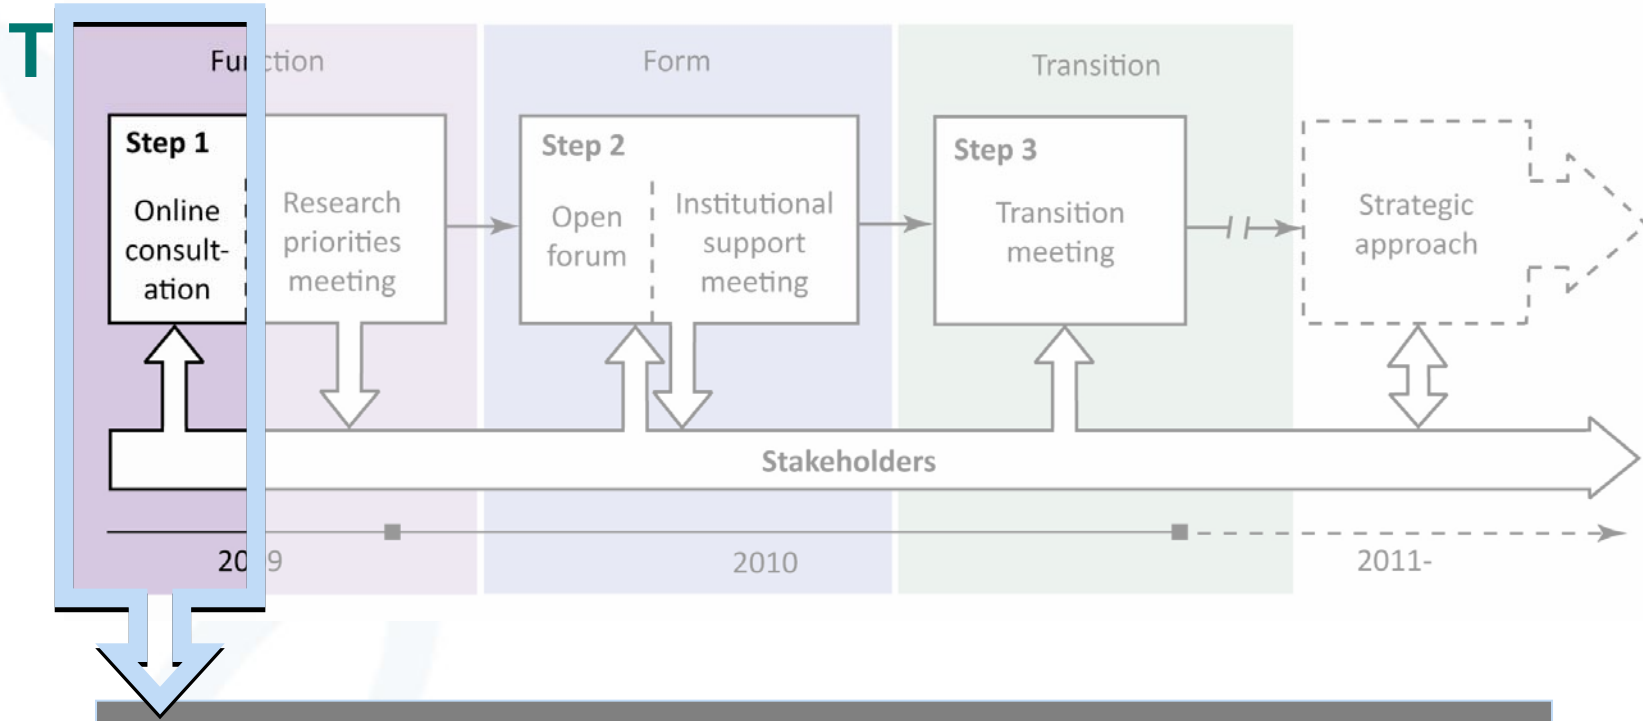 T
Function
Form
Transition
Step 1
Online
consult-
ation
Research
priorities
meeting
Step 2
Open
forum
Institutional
support
meeting
Step 3
Transition
meeting
Strategic
approach
Stakeholders
2009
2010
2011-